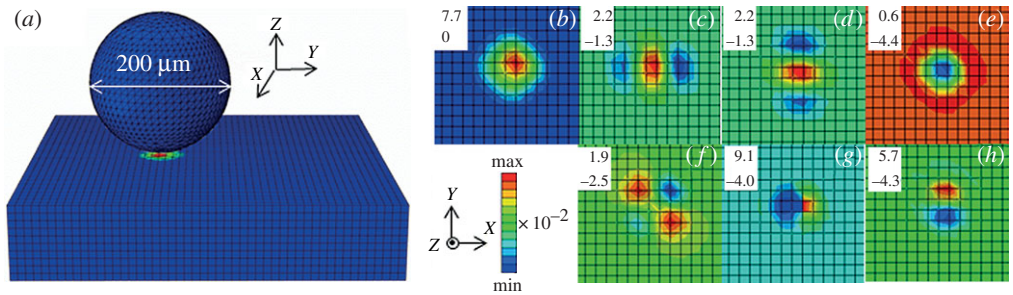 (a)
200 μm
Z
Y
X
7.7
0
(b)
2.2
–1.3
(c)
2.2
–1.3
(d)
0.6
–4.4
(e)
Y
X
Z
max
× 10⁻²
min
1.9
–2.5
(f)
9.1
–4.0
(g)
5.7
–4.3
(h)